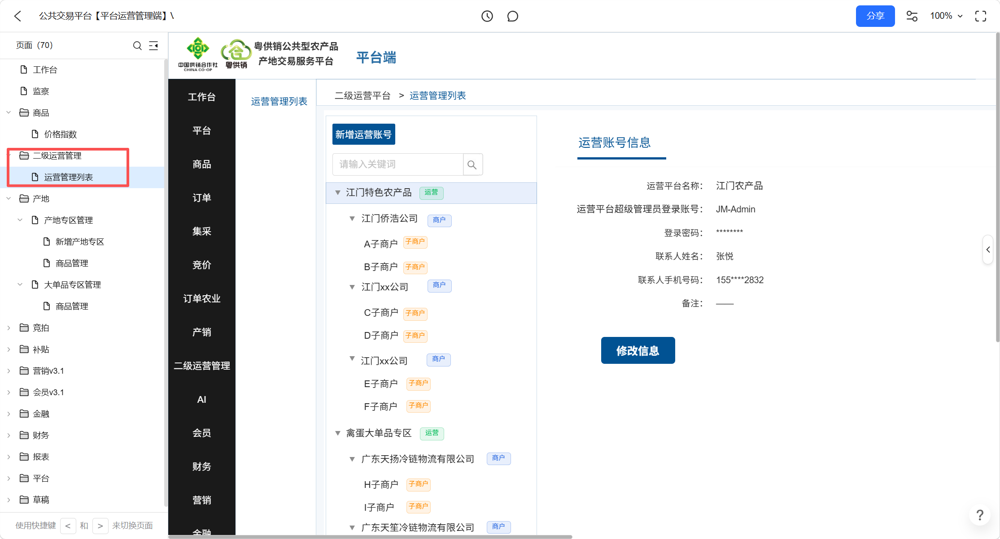 公共交易平台【平台运营管理端】\
分享
100%
页面（70）
工作台
监察
商品
价格指数
二级运营管理
运营管理列表
产地
产地专区管理
新增产地专区
商品管理
大单品专区管理
商品管理
竞拍
补贴
营销v3.1
会员v3.1
金融
财务
报表
平台
草稿
使用快捷键 < 和 > 来切换页面
中国供销合作社
CHINA CO-OP
粤供销
粤供销公共型农产品
产地交易服务平台
平台端
工作台
平台
商品
订单
集采
竞价
订单农业
产销
二级运营管理
AI
会员
财务
营销
金融
运营管理列表
二级运营平台 > 运营管理列表
新增运营账号
请输入关键词
江门特色农产品 运营
江门侨浩公司 商户
A子商户 子商户
B子商户 子商户
江门xx公司 商户
C子商户 子商户
D子商户 子商户
江门xx公司 商户
E子商户 子商户
F子商户 子商户
禽蛋大单品专区 运营
广东天扬冷链物流有限公司 商户
H子商户 子商户
I子商户 子商户
广东天笙冷链物流有限公司 商户
运营账号信息
运营平台名称： 江门农产品
运营平台超级管理员登录账号： JM-Admin
登录密码： ********
联系人姓名： 张悦
联系人手机号码： 155****2832
备注： ——
修改信息
?